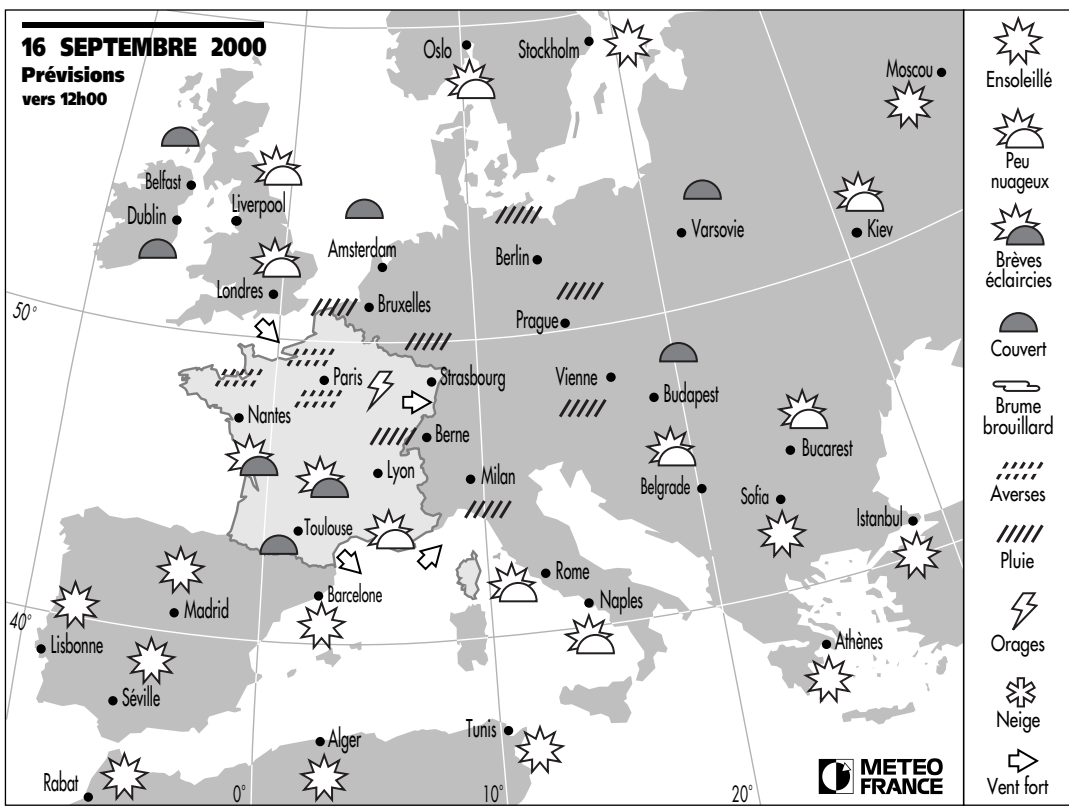 16 SEPTEMBRE 2000
Prévisions
vers 12h00
Oslo
Stockholm
Moscou
Belfast
Dublin
Liverpool
Amsterdam
Berlin
Varsovie
Kiev
Londres
Bruxelles
Prague
50°
Paris
Strasbourg
Vienne
Budapest
Nantes
Berne
Bucarest
Lyon
Milan
Belgrade
Sofia
Istanbul
Toulouse
Rome
Naples
Madrid
Barcelone
40°
Lisbonne
Athènes
Séville
Alger
Tunis
Rabat
0°
10°
20°
METEO
FRANCE
Ensoleillé
Peu
nuageux
Brèves
éclaircies
Couvert
Brume
brouillard
Averses
Pluie
Orages
Neige
Vent fort